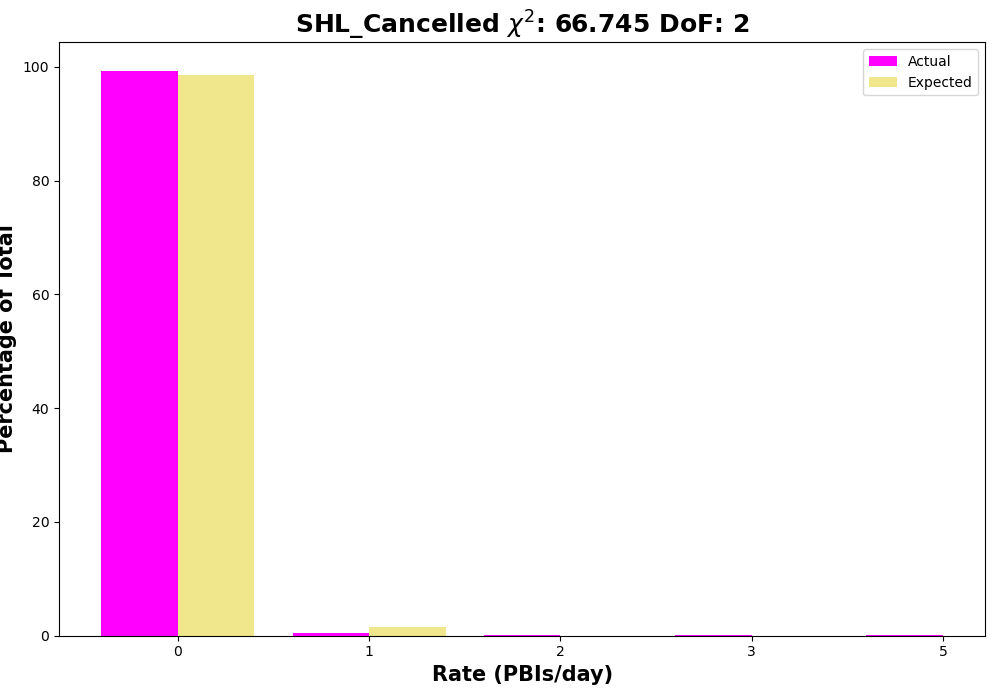 SHL_Cancelled χ²: 66.745 DoF: 2
Actual
Expected
100
80
60
40
20
0
Percentage of Total
0 1 2 3 5
Rate (PBIs/day)